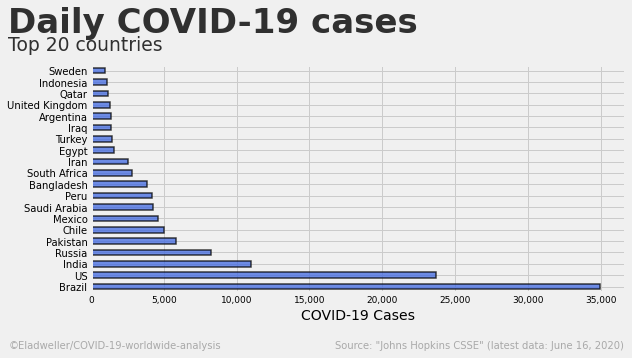 Daily COVID-19 cases
Top 20 countries
Sweden
Indonesia
Qatar
United Kingdom
Argentina
Iraq
Turkey
Egypt
Iran
South Africa
Bangladesh
Peru
Saudi Arabia
Mexico
Chile
Pakistan
Russia
India
US
Brazil
0 5,000 10,000 15,000 20,000 25,000 30,000 35,000
COVID-19 Cases
©Eladweller/COVID-19-worldwide-analysis Source: "Johns Hopkins CSSE" (latest data: June 16, 2020)